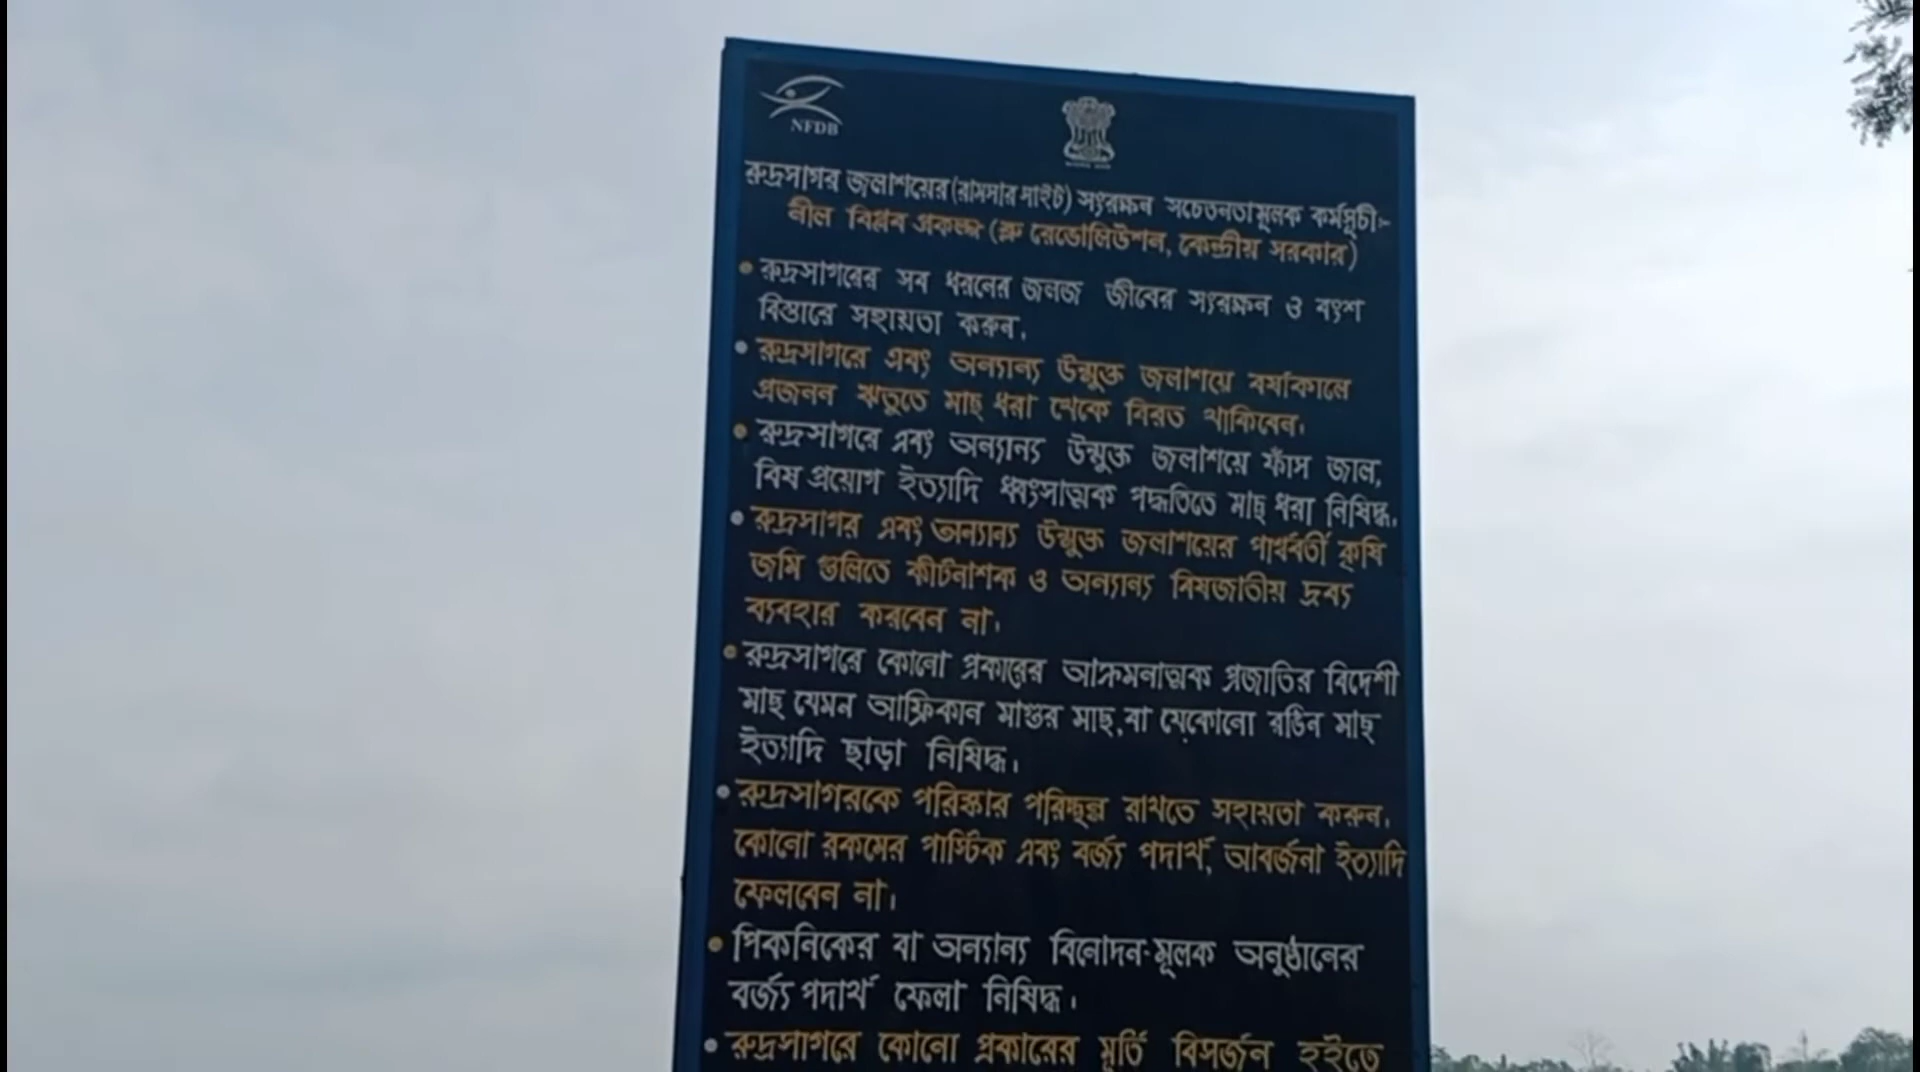 NFDB
রুদ্রসাগর জলাশয়ের (রামসার সাইট) সংরক্ষন সচেতনতামূলক কর্মসূচী:-
নীল বিপ্লব প্রকল্প (ব্লু রেভোলিউশন, কেন্দ্রীয় সরকার)
• রুদ্রসাগরের সব ধরনের জলজ জীবের সংরক্ষন ও বংশ
বিস্তারে সহায়তা করুন।
• রুদ্রসাগরে এবং অন্যান্য উন্মুক্ত জলাশয়ে বর্ষাকালে
প্রজনন ঋতুতে মাছ ধরা থেকে বিরত থাকিবেন।
• রুদ্রসাগরে এবং অন্যান্য উন্মুক্ত জলাশয়ে ফাঁস জাল,
বিষ প্রয়োগ ইত্যাদি ধ্বংসাত্মক পদ্ধতিতে মাছ ধরা নিষিদ্ধ।
• রুদ্রসাগর এবং অন্যান্য উন্মুক্ত জলাশয়ের পার্শ্ববর্তী কৃষি
জমি গুলিতে কীটনাশক ও অন্যান্য বিষজাতীয় দ্রব্য
ব্যবহার করবেন না।
• রুদ্রসাগরে কোনো প্রকারের আক্রমনাত্মক প্রজাতির বিদেশী
মাছ যেমন আফ্রিকান মাগুর মাছ, বা যেকোনো রঙিন মাছ
ইত্যাদি ছাড়া নিষিদ্ধ।
• রুদ্রসাগরকে পরিস্কার পরিচ্ছন্ন রাখতে সহায়তা করুন।
কোনো রকমের পাস্টিক এবং বর্জ্য পদার্থ, আবর্জনা ইত্যাদি
ফেলবেন না।
• পিকনিকের বা অন্যান্য বিনোদন-মূলক অনুষ্ঠানের
বর্জ্য পদার্থ ফেলা নিষিদ্ধ।
• রুদ্রসাগরে কোনো প্রকারের মূর্তি বিসর্জন হইতে